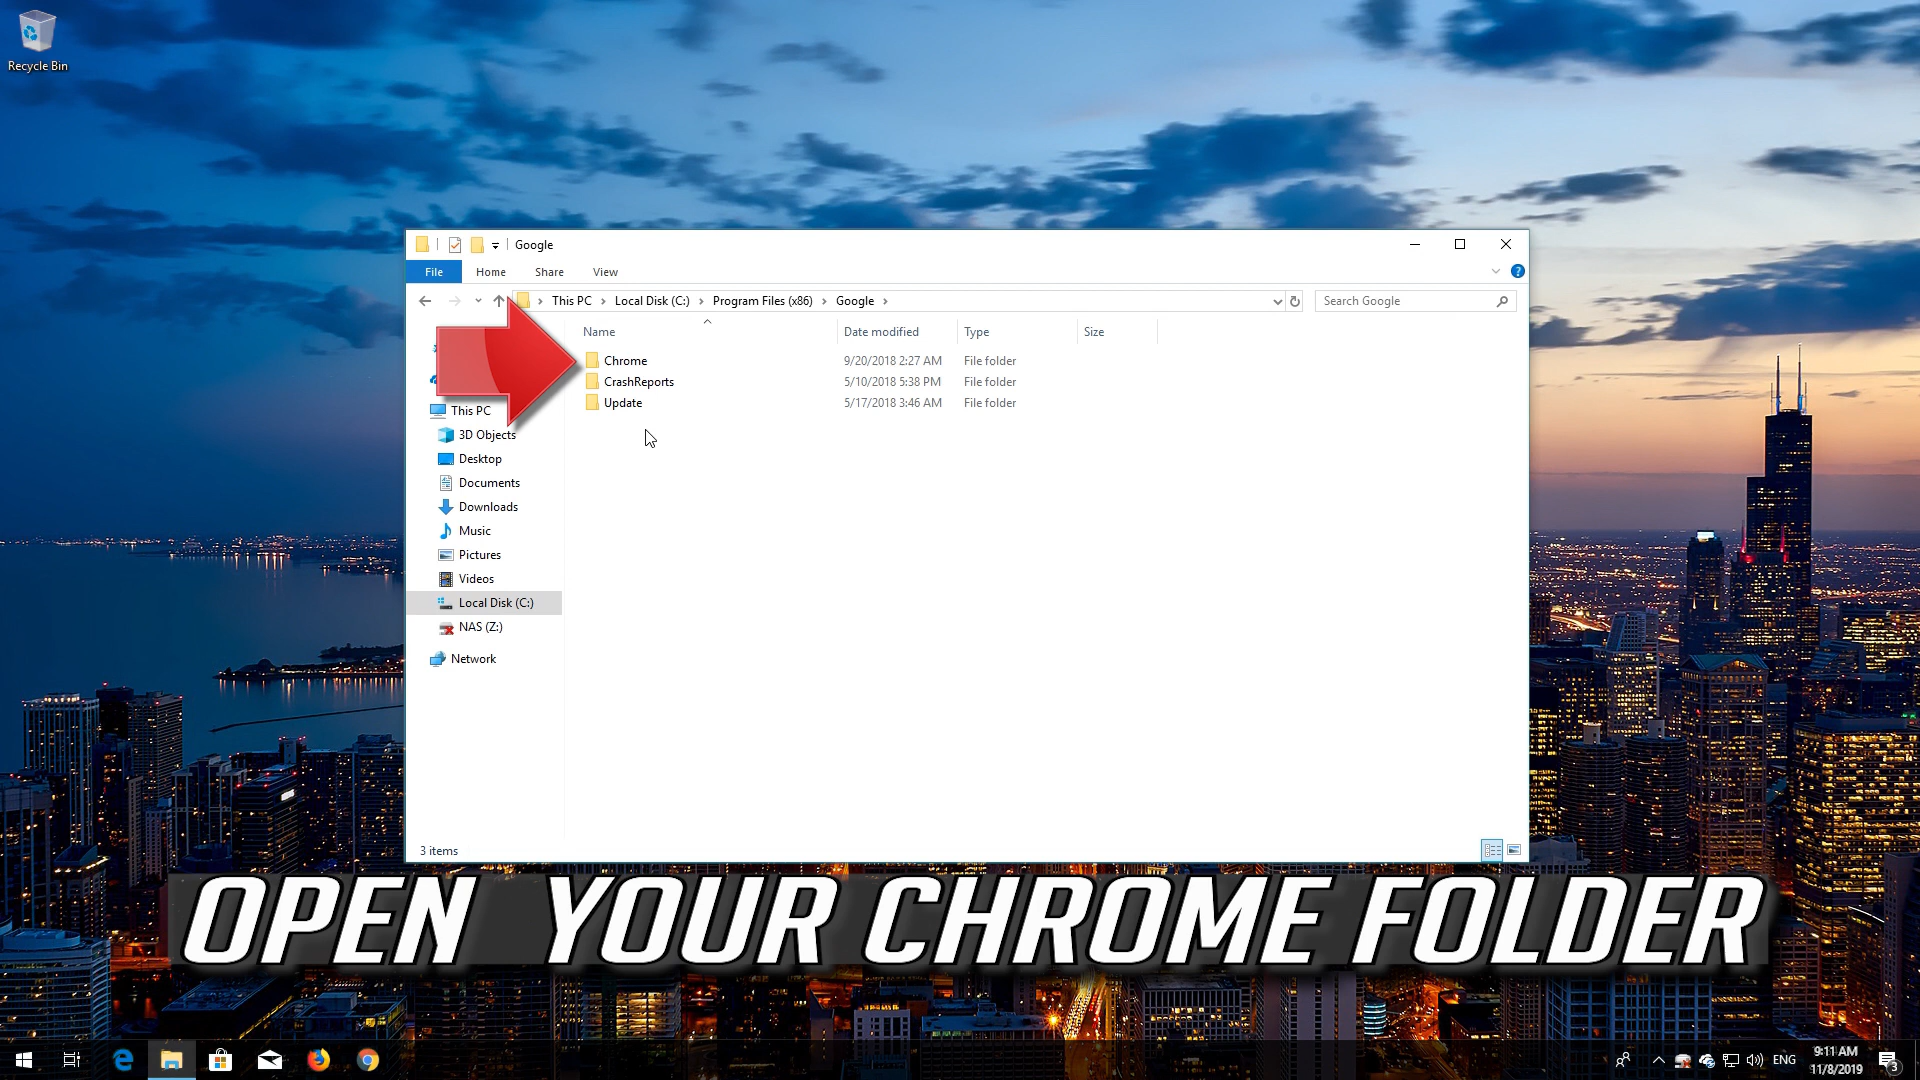 Recycle Bin
Google
File Home Share View
This PC Local Disk (C:) Program Files (x86) Google
Search Google
Name Date modified Type Size
Chrome 9/20/2018 2:27 AM File folder
CrashReports 5/10/2018 5:38 PM File folder
Update 5/17/2018 3:46 AM File folder
This PC
3D Objects
Desktop
Documents
Downloads
Music
Pictures
Videos
Local Disk (C:)
NAS (Z:)
Network
3 items
OPEN YOUR CHROME FOLDER
ENG
9:11 AM
11/8/2019
3